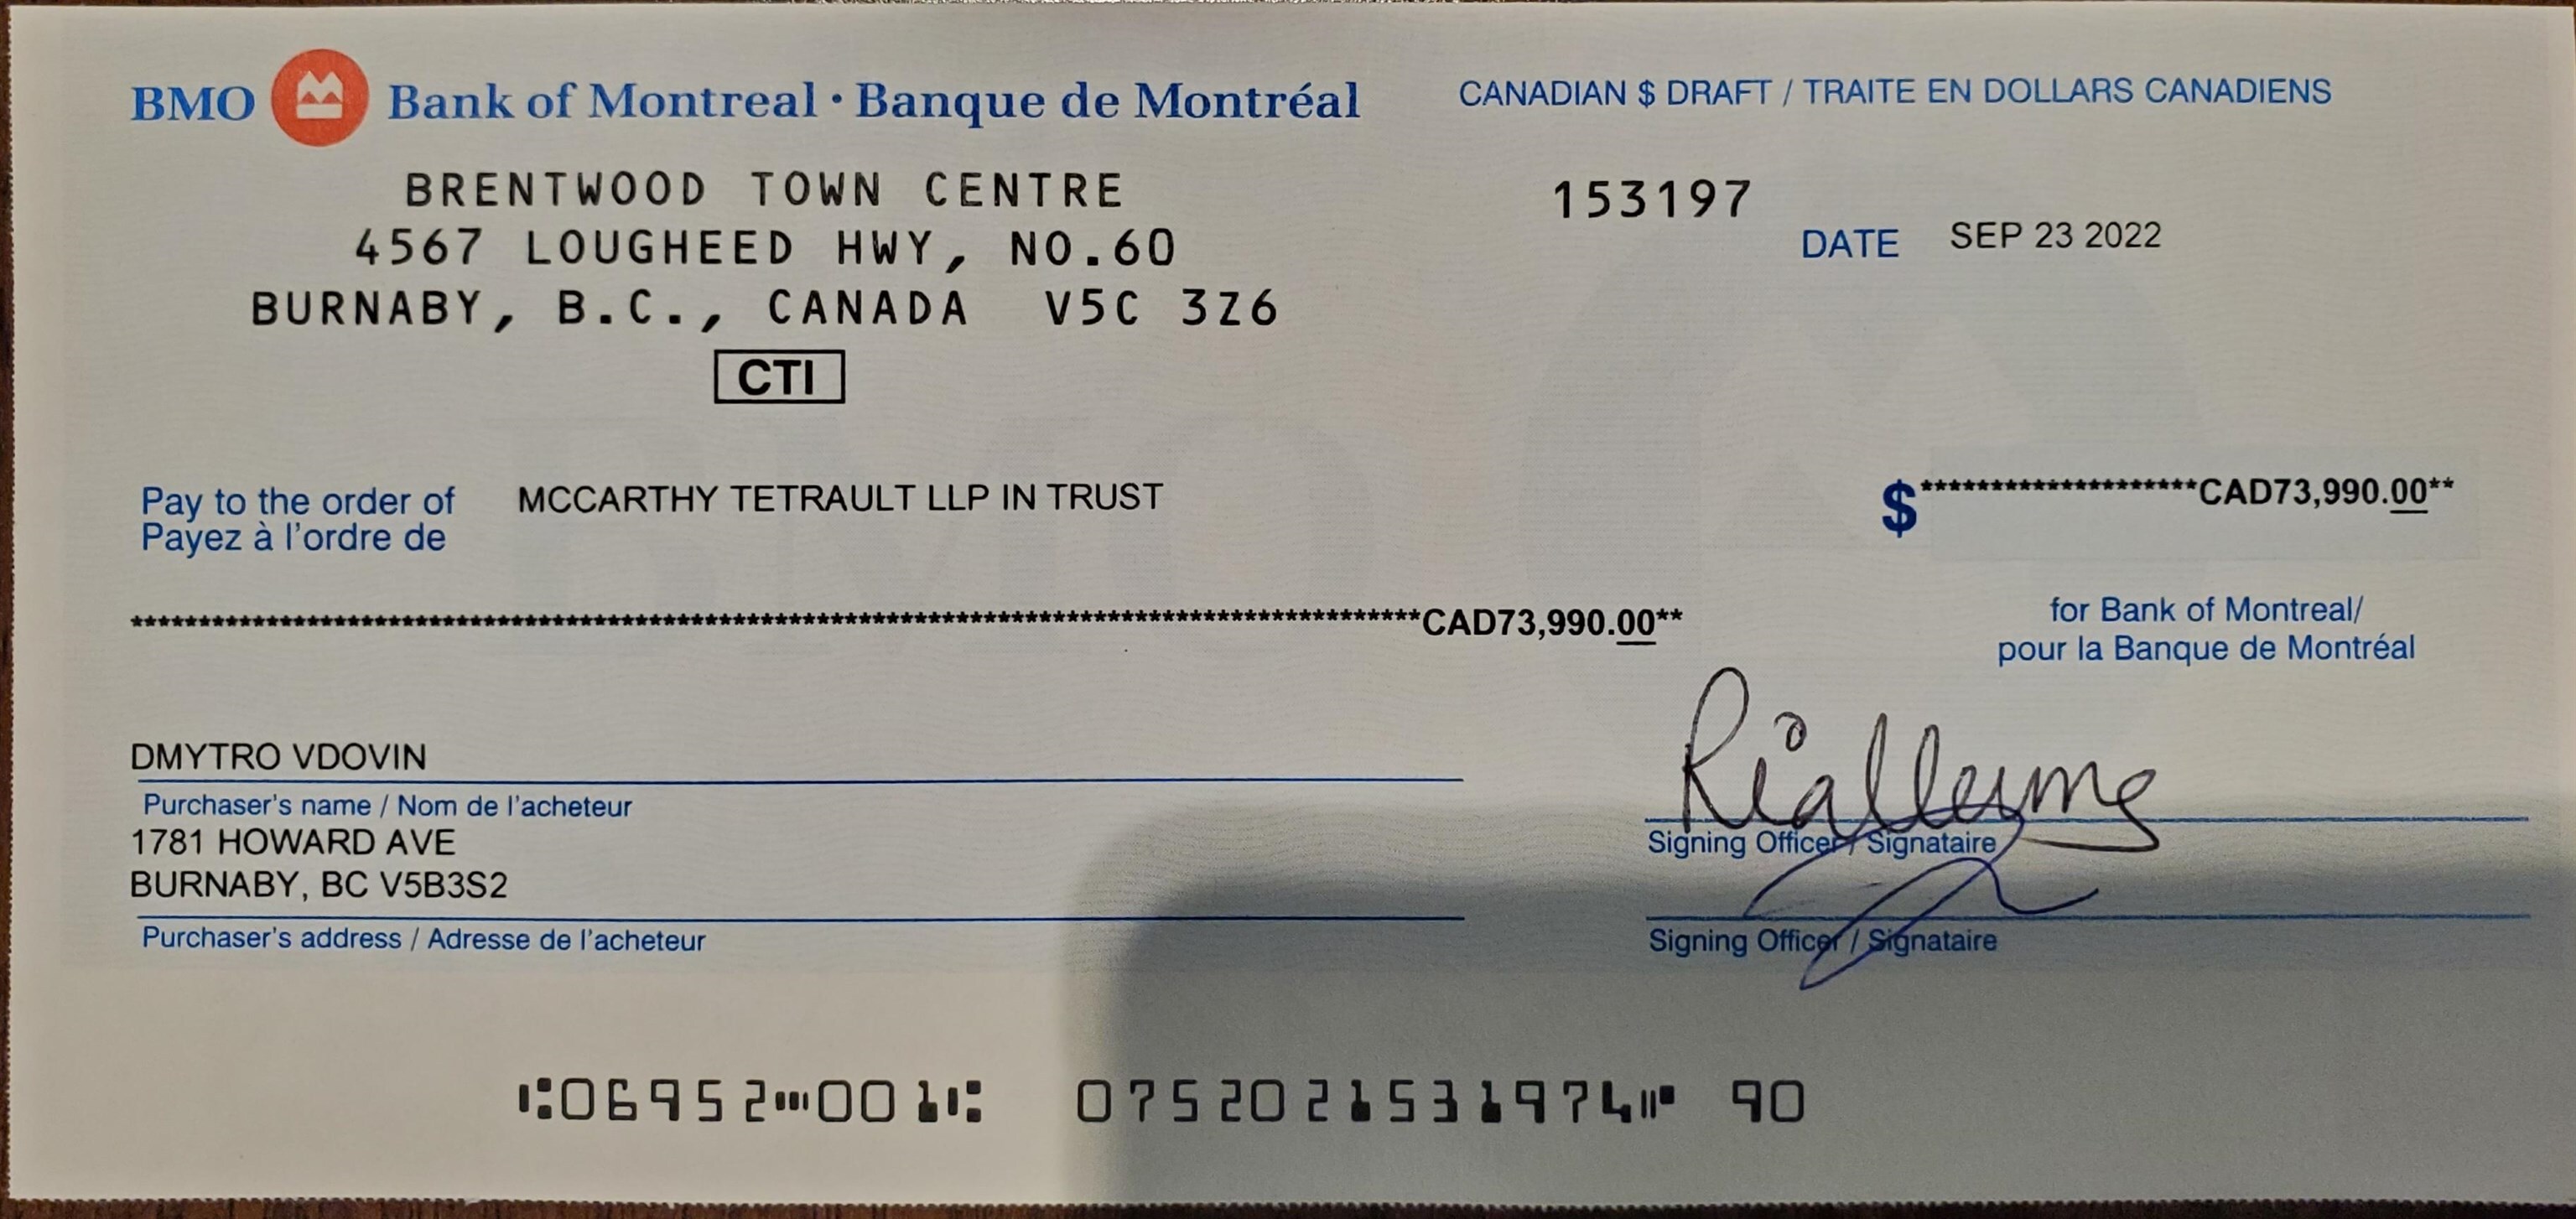 BMO Bank of Montreal · Banque de Montréal
CANADIAN $ DRAFT / TRAITE EN DOLLARS CANADIENS
BRENTWOOD TOWN CENTRE
4567 LOUGHEED HWY, NO.60
BURNABY, B.C., CANADA V5C 3Z6
CTI
153197
DATE SEP 23 2022
Pay to the order of MCCARTHY TETRAULT LLP IN TRUST
Payez à l'ordre de
$ ********************CAD73,990.00**
**********************************************************************************************CAD73,990.00**
for Bank of Montreal/
pour la Banque de Montréal
DMYTRO VDOVIN
Purchaser's name / Nom de l'acheteur
1781 HOWARD AVE
BURNABY, BC V5B3S2
Purchaser's address / Adresse de l'acheteur
Signing Officer / Signataire
Signing Officer / Signataire
⑆06952⑉001⑆ 0752021531974⑈ 90